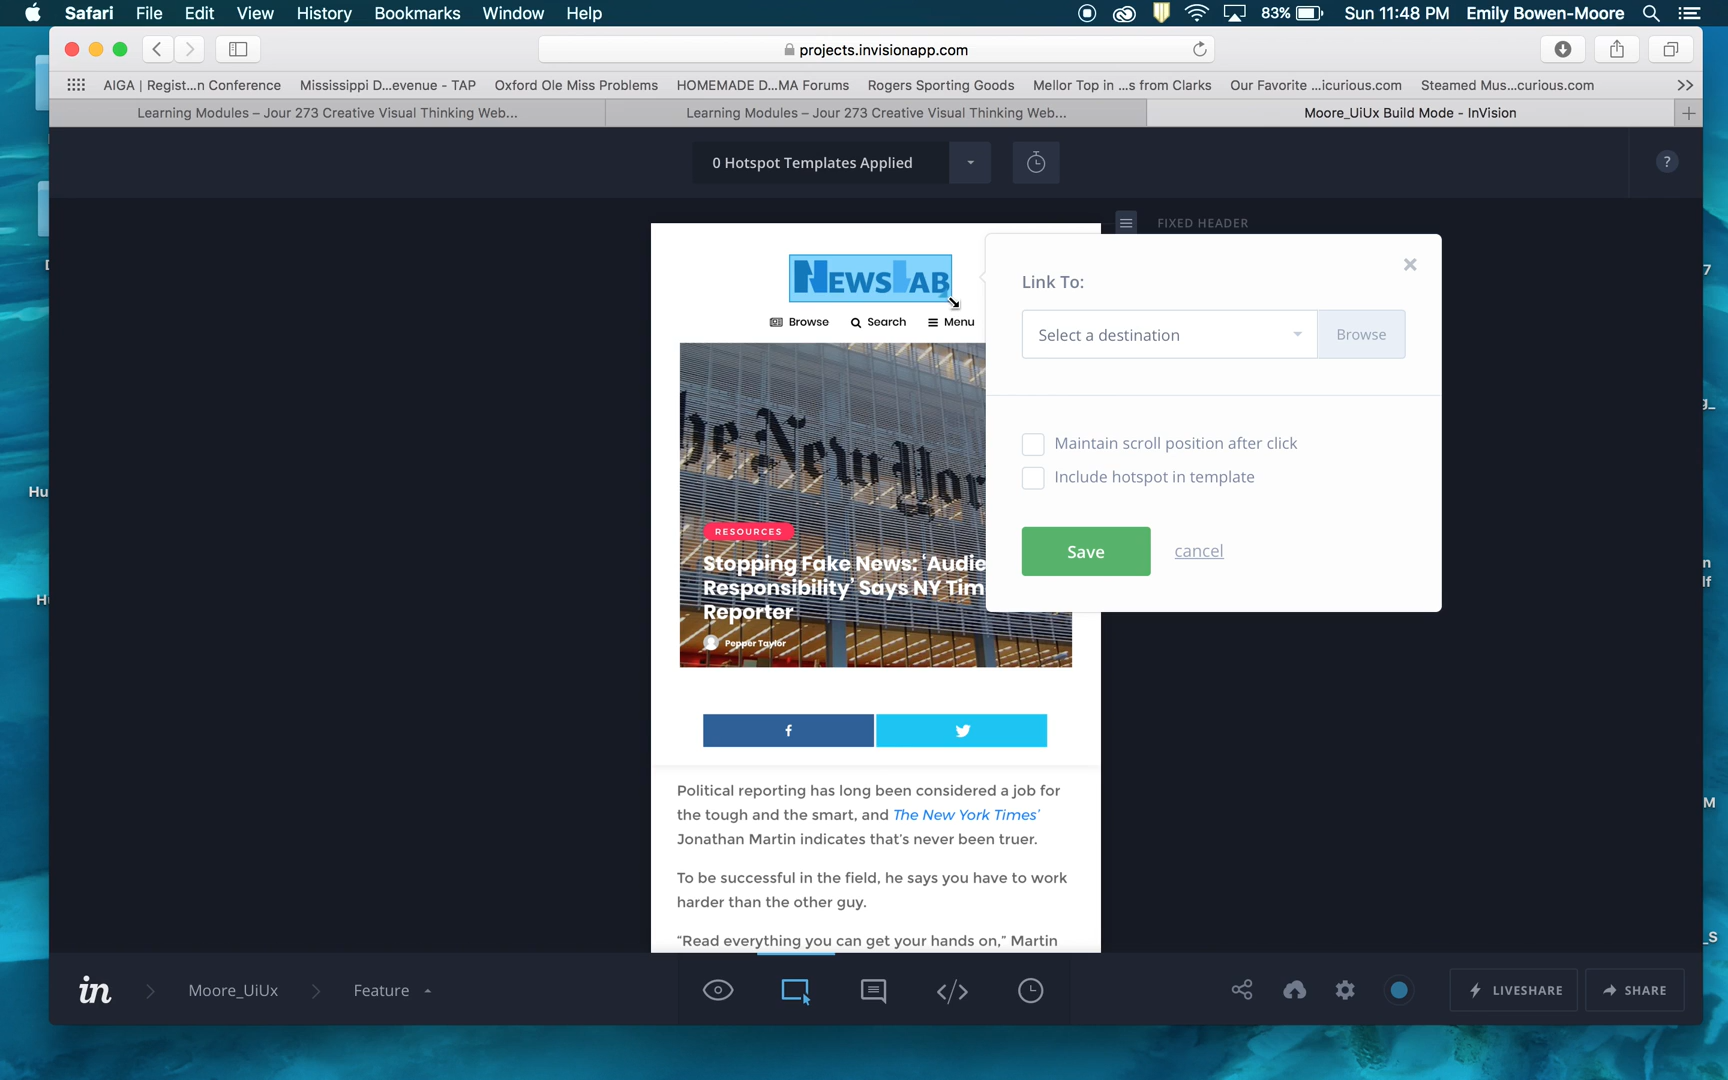 Safari File Edit View History Bookmarks Window Help 83% Sun 11:48 PM Emily Bowen-Moore
projects.invisionapp.com
AIGA | Regist...n Conference Mississippi D...evenue - TAP Oxford Ole Miss Problems HOMEMADE D...MA Forums Rogers Sporting Goods Mellor Top in ...s from Clarks Our Favorite ...icurious.com Steamed Mus...curious.com
Learning Modules – Jour 273 Creative Visual Thinking Web... Learning Modules – Jour 273 Creative Visual Thinking Web... Moore_UiUx Build Mode - InVision
0 Hotspot Templates Applied ?
FIXED HEADER
NEWSLAB
Browse Search Menu
Link To:
Select a destination Browse
Maintain scroll position after click
Include hotspot in template
Save cancel
he New Yor
RESOURCES
Stopping Fake News: ‘Audie
Responsibility’ Says NY Tim
Reporter
Pepper Taylor
f
Political reporting has long been considered a job for
the tough and the smart, and The New York Times’
Jonathan Martin indicates that’s never been truer.
To be successful in the field, he says you have to work
harder than the other guy.
“Read everything you can get your hands on,” Martin
in Moore_UiUx Feature LIVESHARE SHARE
Hu